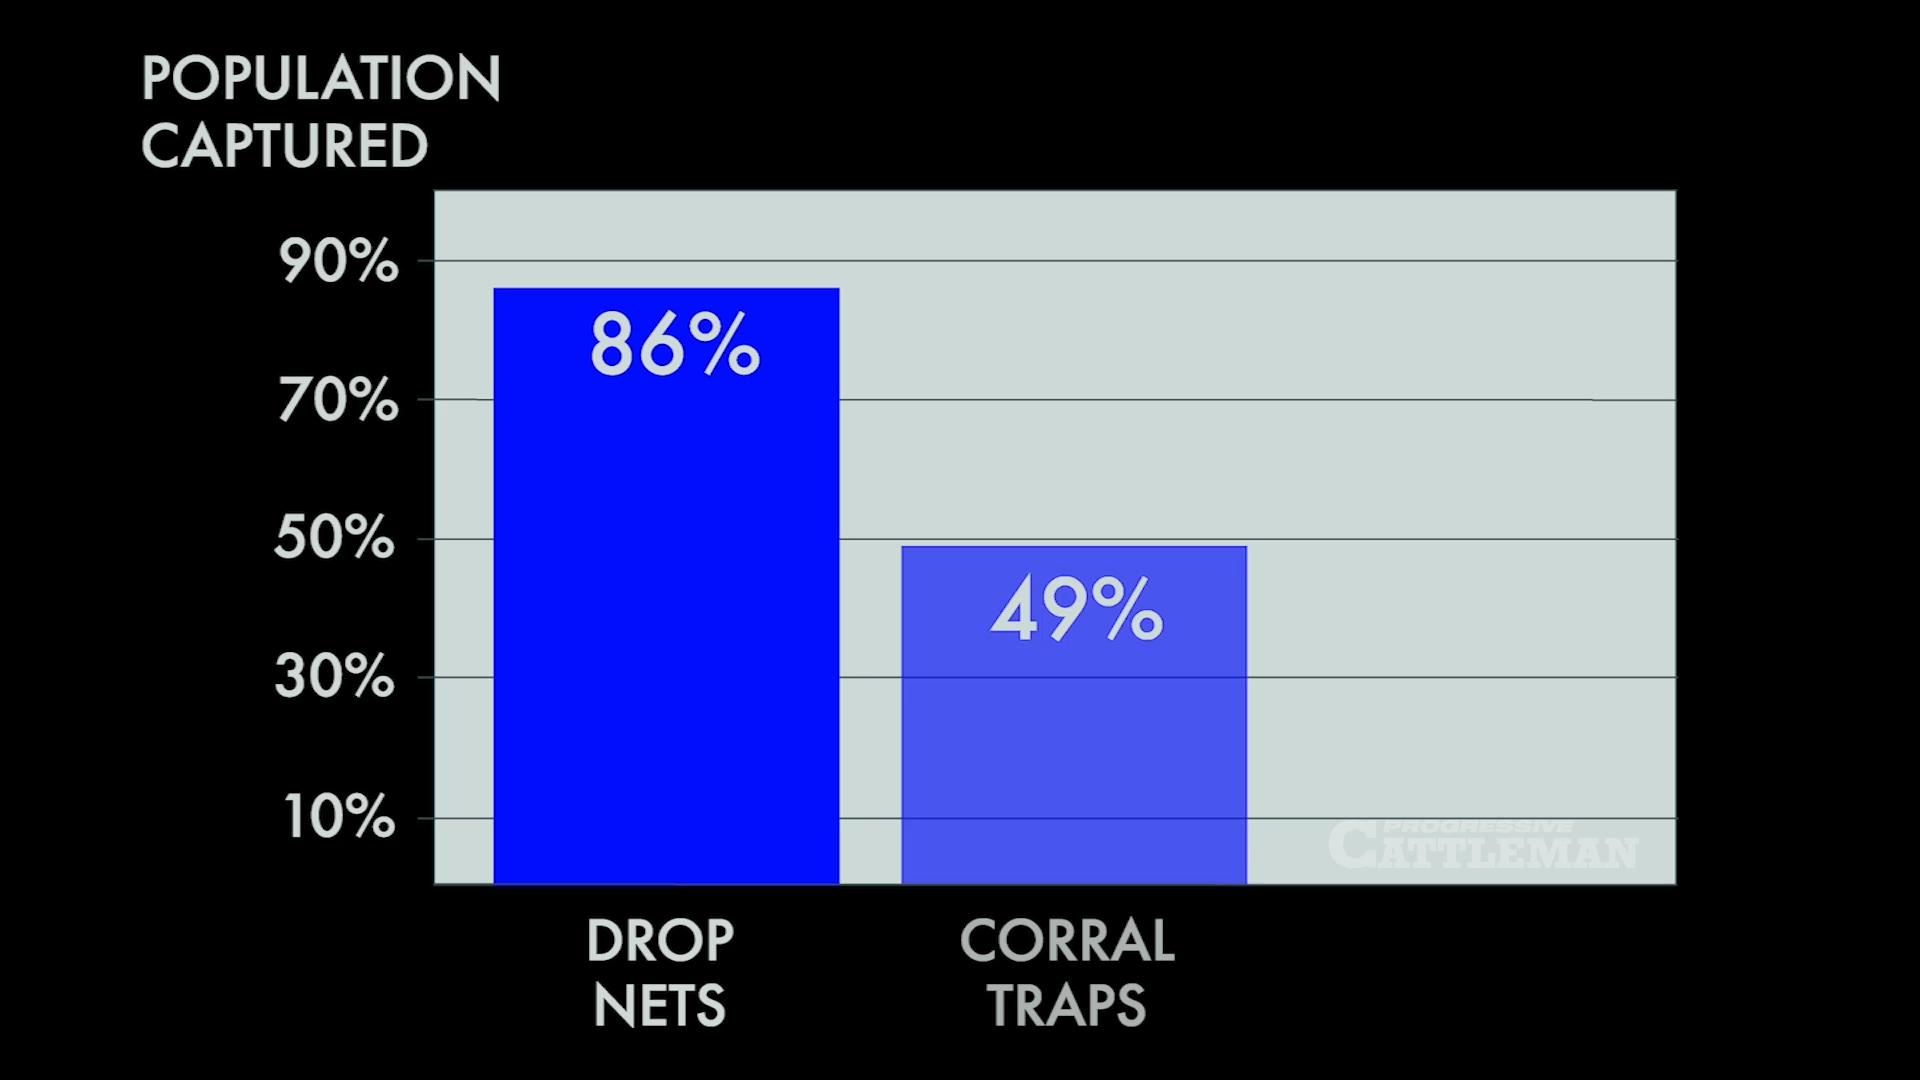 POPULATION
CAPTURED
90%
86%
70%
50%
49%
30%
10%
PROGRESSIVE
CATTLEMAN
DROP
NETS
CORRAL
TRAPS